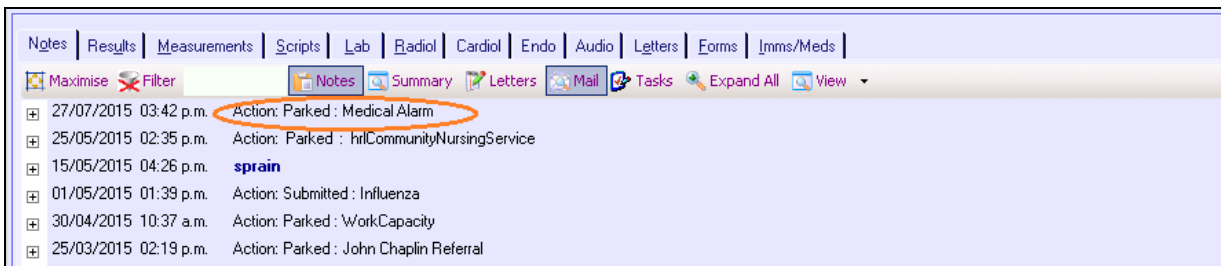 Notes Results Measurements Scripts Lab Radiol Cardiol Endo Audio Letters Forms Imms/Meds
Maximise Filter Notes Summary Letters Mail Tasks Expand All View
27/07/2015 03:42 p.m. Action: Parked : Medical Alarm
25/05/2015 02:35 p.m. Action: Parked : hrlCommunityNursingService
15/05/2015 04:26 p.m. sprain
01/05/2015 01:39 p.m. Action: Submitted : Influenza
30/04/2015 10:37 a.m. Action: Parked : WorkCapacity
25/03/2015 02:19 p.m. Action: Parked : John Chaplin Referral